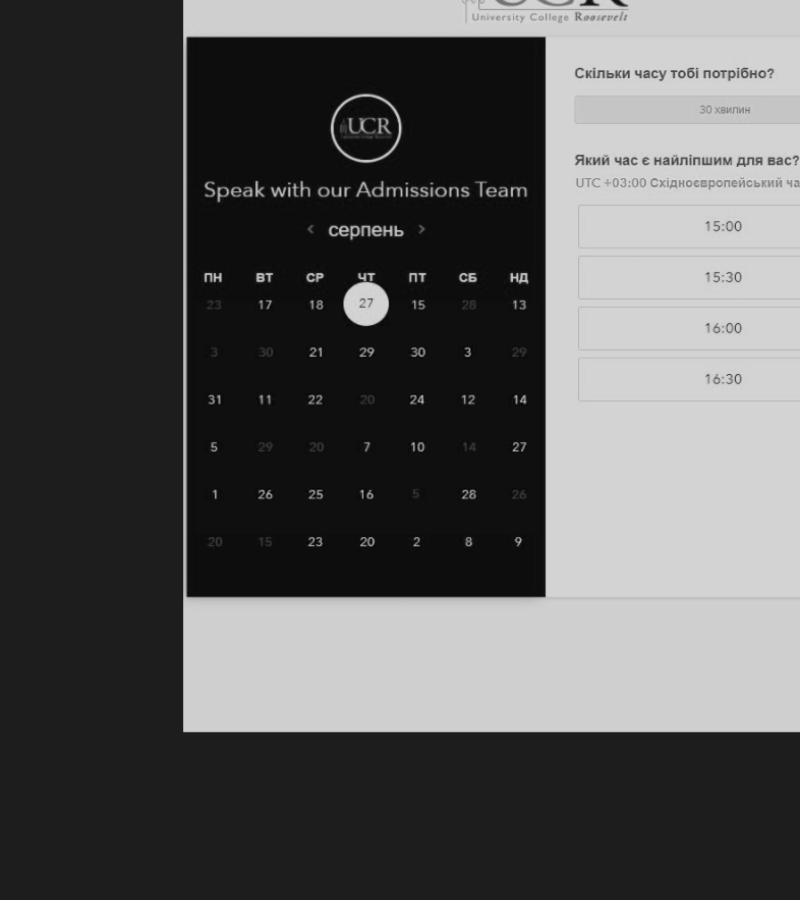 UCR
University College Roosevelt
UCR
Speak with our Admissions Team
‹ серпень ›
ПН ВТ СР ЧТ ПТ СБ НД
23 17 18 27 15 28 13
3 30 21 29 30 3 29
31 11 22 20 24 12 14
5 29 20 7 10 14 27
1 26 25 16 5 28 26
20 15 23 20 2 8 9
Скільки часу тобі потрібно?
30 хвилин
Який час є найліпшим для вас?
UTC +03:00 Східноєвропейський ча
15:00
15:30
16:00
16:30